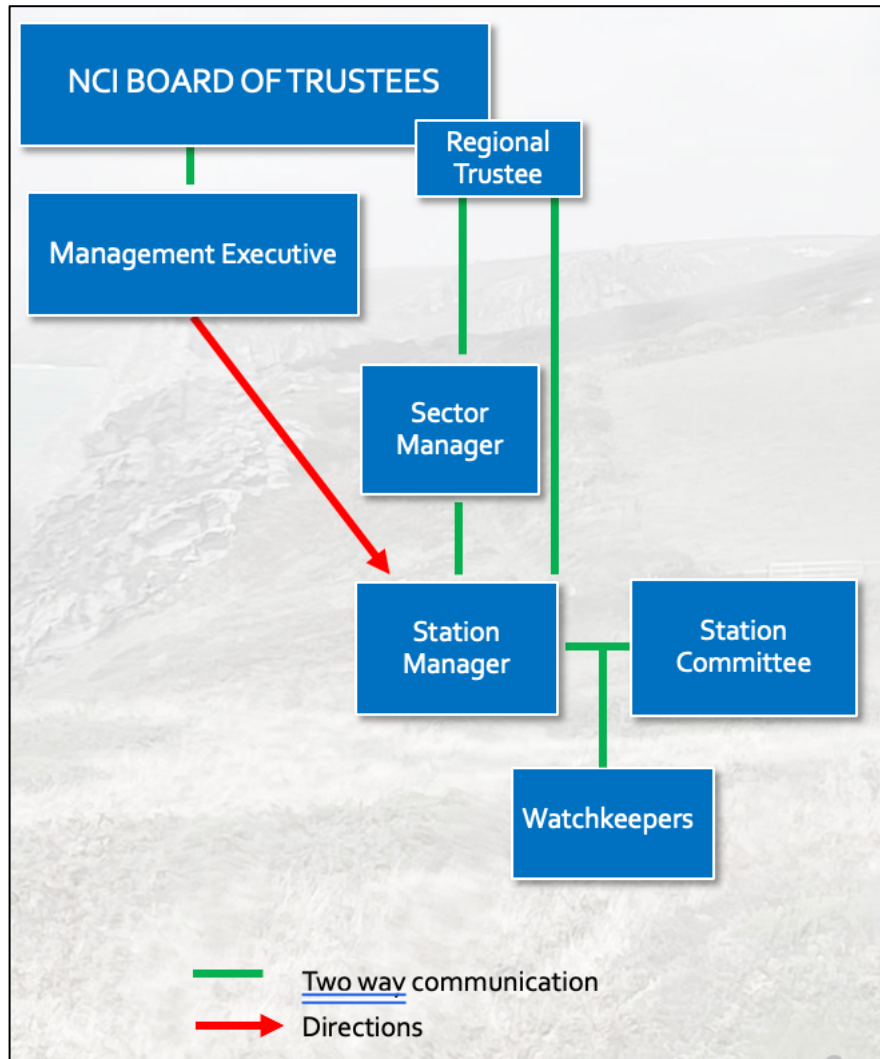 NCI BOARD OF TRUSTEES
Regional
Trustee
Management Executive
Sector
Manager
Station
Manager
Station
Committee
Watchkeepers
Two way communication
Directions